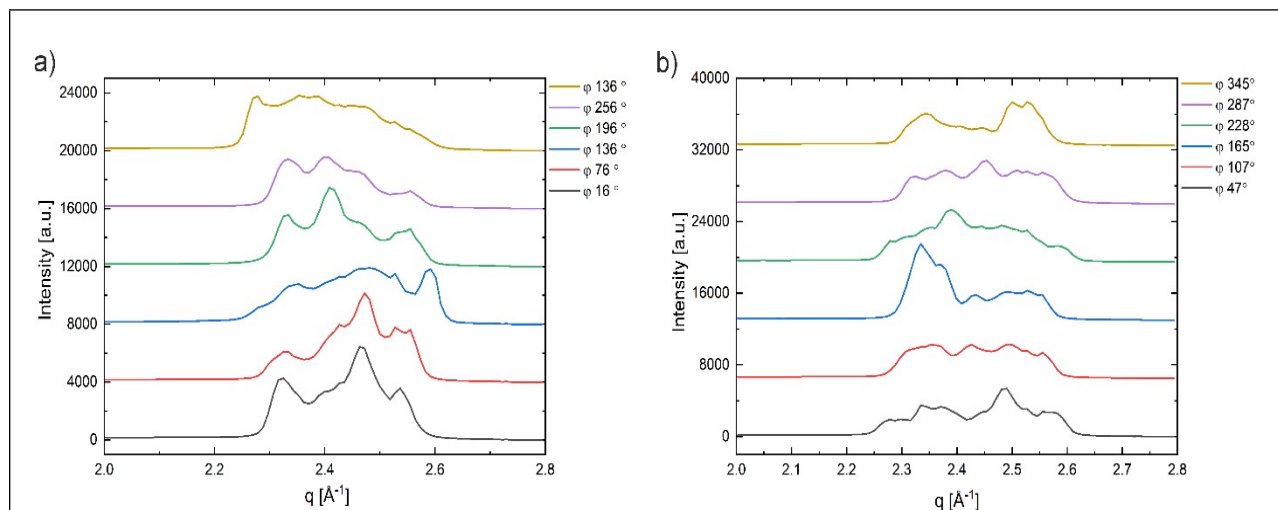 a)
24000
20000
16000
12000
8000
4000
0
2.0 2.2 2.4 2.6 2.8
Intensity [a.u.]
q [Å⁻¹]
φ 136 °
φ 256 °
φ 196 °
φ 136 °
φ 76 °
φ 16 °
b)
40000
32000
24000
16000
8000
0
2.0 2.1 2.2 2.3 2.4 2.5 2.6 2.7 2.8
Intensity [a.u.]
q [Å⁻¹]
φ 345°
φ 287°
φ 228°
φ 165°
φ 107°
φ 47°